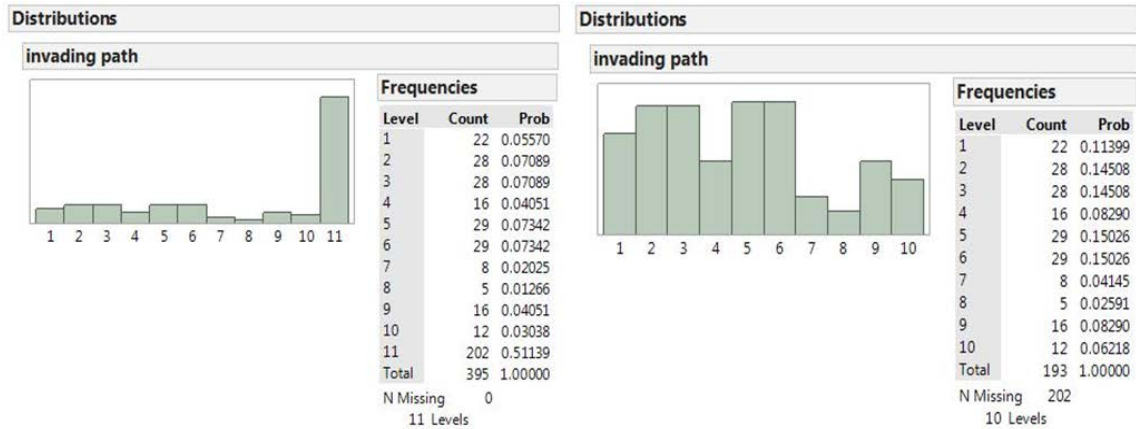 Distributions
invading path
1 2 3 4 5 6 7 8 9 10 11
Frequencies
Level Count Prob
1 22 0.05570
2 28 0.07089
3 28 0.07089
4 16 0.04051
5 29 0.07342
6 29 0.07342
7 8 0.02025
8 5 0.01266
9 16 0.04051
10 12 0.03038
11 202 0.51139
Total 395 1.00000
N Missing 0
11 Levels
Distributions
invading path
1 2 3 4 5 6 7 8 9 10
Frequencies
Level Count Prob
1 22 0.11399
2 28 0.14508
3 28 0.14508
4 16 0.08290
5 29 0.15026
6 29 0.15026
7 8 0.04145
8 5 0.02591
9 16 0.08290
10 12 0.06218
Total 193 1.00000
N Missing 202
10 Levels